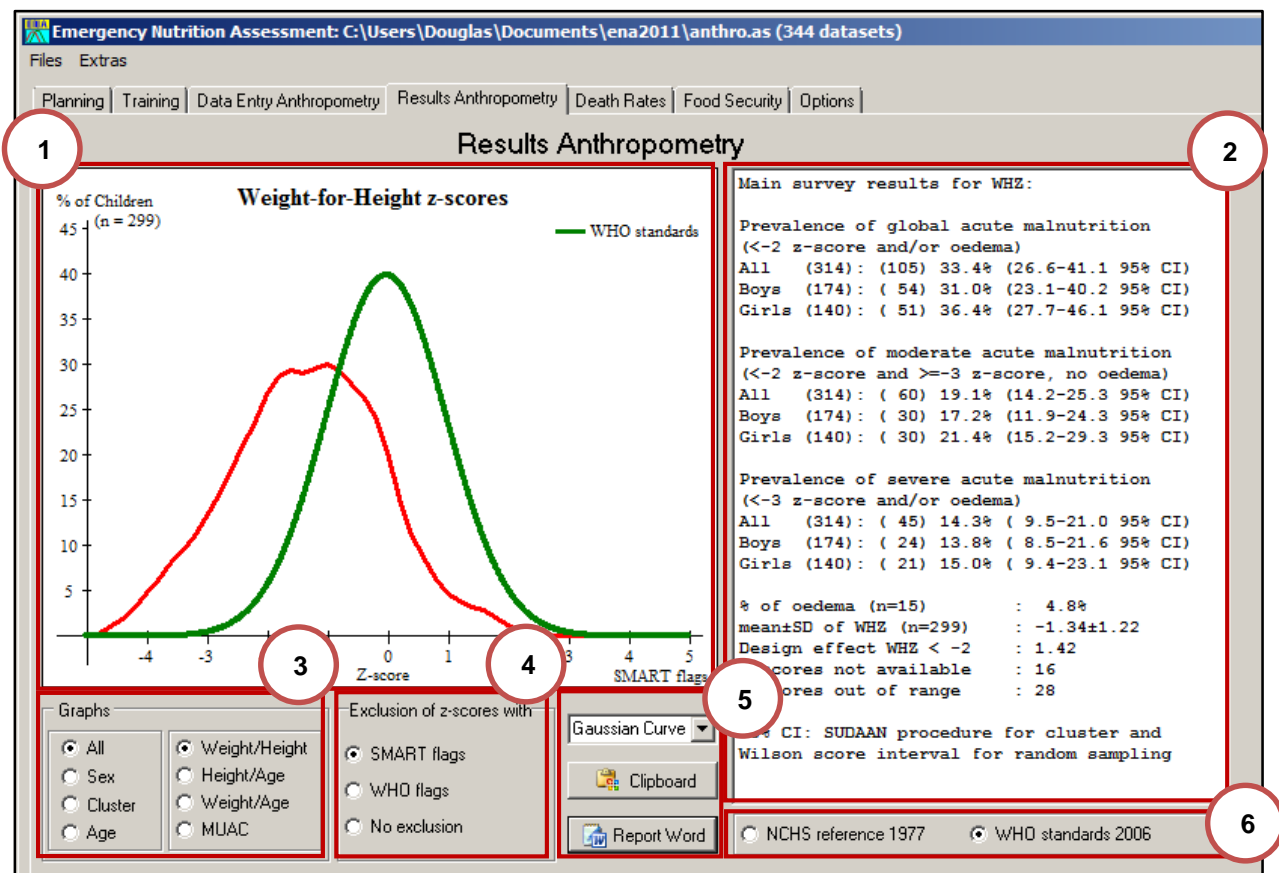 Emergency Nutrition Assessment: C:\Users\Douglas\Documents\ena2011\anthro.as (344 datasets)
Files Extras
Planning Training Data Entry Anthropometry Results Anthropometry Death Rates Food Security Options
Results Anthropometry
1
2
% of Children
(n = 299)
Weight-for-Height z-scores
WHO standards
45
40
35
30
25
20
15
10
5
-4 -3 0 1 3 4 5
Z-score
SMART flags
Main survey results for WHZ:
Prevalence of global acute malnutrition
(<-2 z-score and/or oedema)
All (314): (105) 33.4% (26.6-41.1 95% CI)
Boys (174): ( 54) 31.0% (23.1-40.2 95% CI)
Girls (140): ( 51) 36.4% (27.7-46.1 95% CI)
Prevalence of moderate acute malnutrition
(<-2 z-score and >=-3 z-score, no oedema)
All (314): ( 60) 19.1% (14.2-25.3 95% CI)
Boys (174): ( 30) 17.2% (11.9-24.3 95% CI)
Girls (140): ( 30) 21.4% (15.2-29.3 95% CI)
Prevalence of severe acute malnutrition
(<-3 z-score and/or oedema)
All (314): ( 45) 14.3% ( 9.5-21.0 95% CI)
Boys (174): ( 24) 13.8% ( 8.5-21.6 95% CI)
Girls (140): ( 21) 15.0% ( 9.4-23.1 95% CI)
% of oedema (n=15) : 4.8%
mean±SD of WHZ (n=299) : -1.34±1.22
Design effect WHZ < -2 : 1.42
not available : 16
out of range : 28
CI: SUDAAN procedure for cluster and
Wilson score interval for random sampling
3
4
5
Graphs
All
Sex
Cluster
Age
Weight/Height
Height/Age
Weight/Age
MUAC
Exclusion of z-scores with
SMART flags
WHO flags
No exclusion
Gaussian Curve
Clipboard
Report Word
NCHS reference 1977 WHO standards 2006
6